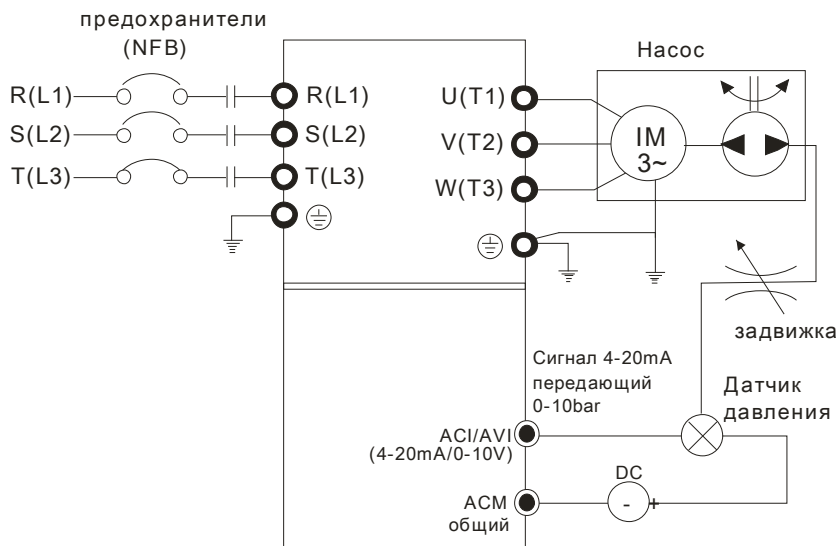 предохранители
(NFB)
Насос
R(L1)
R(L1)
U(T1)
S(L2)
S(L2)
V(T2)
IM
3~
T(L3)
T(L3)
W(T3)
задвижка
Сигнал 4-20mA
передающий
0-10bar
Датчик
давления
ACI/AVI
(4-20mA/0-10V)
DC
- +
ACM
общий